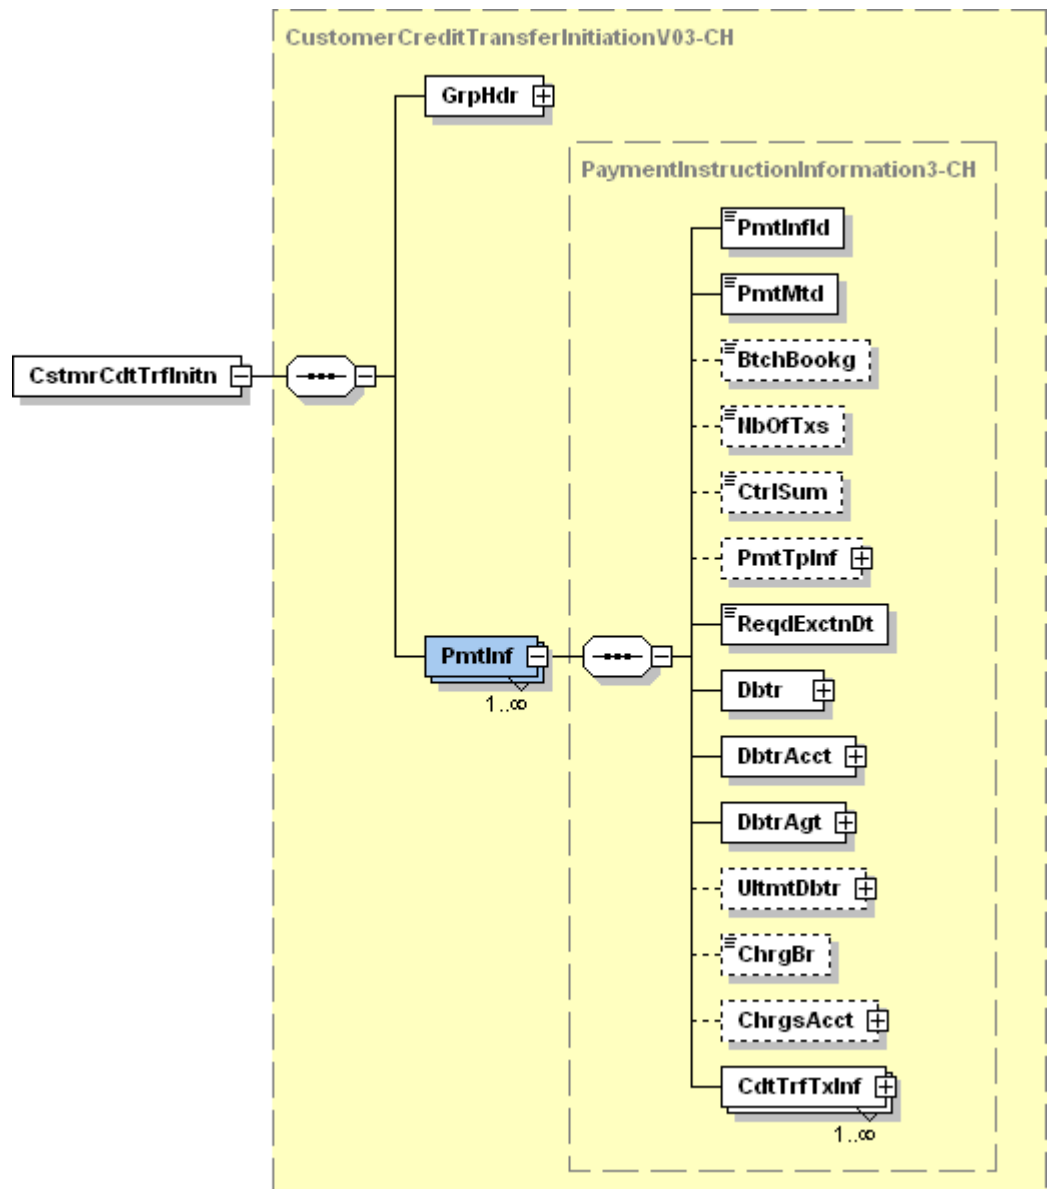 CustomerCreditTransferInitiationV03-CH
GrpHdr
PaymentInstructionInformation3-CH
PmtInfId
PmtMtd
BtchBookg
CstmrCdtTrfInitn
NbOfTxs
CtrlSum
PmtTpInf
ReqdExctnDt
PmtInf
1..∞
Dbtr
DbtrAcct
DbtrAgt
UltmtDbtr
ChrgBr
ChrgsAcct
CdtTrfTxInf
1..∞